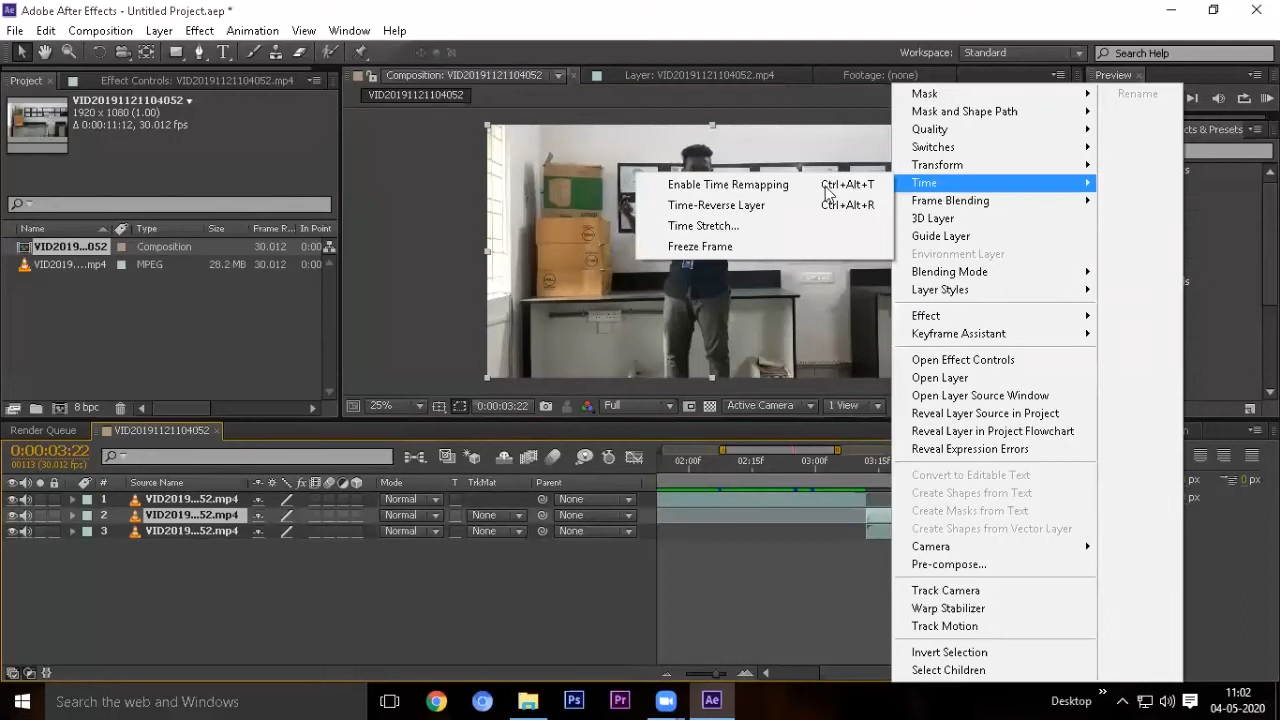 Adobe After Effects - Untitled Project.aep *
File Edit Composition Layer Effect Animation View Window Help
Workspace: Standard Search Help
Project Effect Controls: VID20191121104052.mp4
Composition: VID20191121104052 Layer: VID20191121104052.mp4 Footage: (none) Preview
VID20191121104052
1920 x 1080 (1.00)
Δ 0:00:11:12, 30.012 fps
VID20191121104052
Mask
Mask and Shape Path
Quality
Switches
Transform
Time
Frame Blending
3D Layer
Guide Layer
Environment Layer
Blending Mode
Layer Styles
Effect
Keyframe Assistant
Open Effect Controls
Open Layer
Open Layer Source Window
Reveal Layer Source in Project
Reveal Layer in Project Flowchart
Reveal Expression Errors
Convert to Editable Text
Create Shapes from Text
Create Masks from Text
Create Shapes from Vector Layer
Camera
Pre-compose...
Track Camera
Warp Stabilizer
Track Motion
Invert Selection
Select Children
Rename
cts & Presets
Enable Time Remapping Ctrl+Alt+T
Time-Reverse Layer Ctrl+Alt+R
Time Stretch...
Freeze Frame
Name Type Size Frame R... In Point
VID2019...052 Composition 30.012 0:0
VID2019....mp4 MPEG 28.2 MB 30.012 0:0
8 bpc
25% 0:00:03:22 Full Active Camera 1 View
Render Queue VID20191121104052
0:00:03:22
00113 (30.012 fps)
02:00f 02:15f 03:00f 03:15f
# Source Name Mode T TrkMat Parent
1 VID2019...52.mp4 Normal None
2 VID2019...52.mp4 Normal None None
3 VID2019...52.mp4 Normal None None
px
0 px
px
Search the web and Windows
Ps Pr Ae
Desktop
11:02
04-05-2020